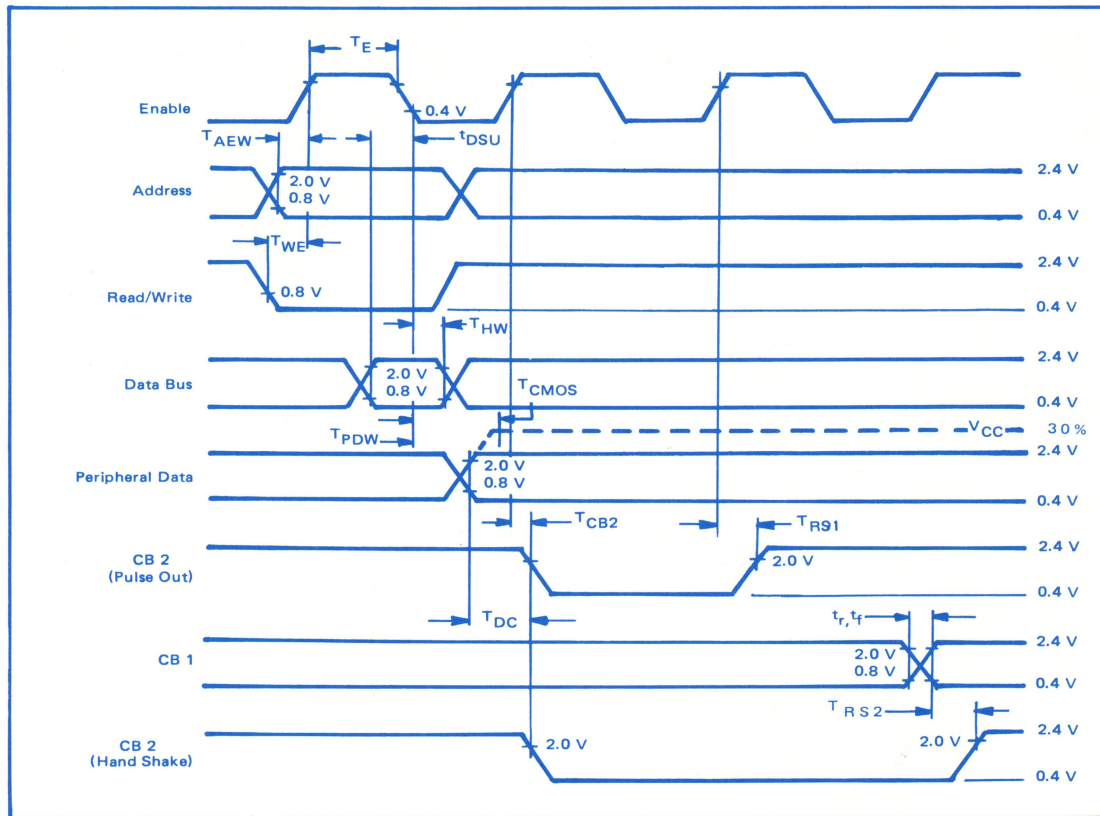 T_E
Enable
0.4 V
T_AEW
t_DSU
Address
2.0 V
0.8 V
2.4 V
0.4 V
T_WE
Read/Write
0.8 V
2.4 V
0.4 V
T_HW
Data Bus
2.0 V
0.8 V
2.4 V
0.4 V
T_CMOS
T_PDW
V_CC 30%
Peripheral Data
2.0 V
0.8 V
2.4 V
0.4 V
T_CB2
T_RS1
CB 2
(Pulse Out)
2.0 V
2.4 V
0.4 V
T_DC
t_r, t_f
CB 1
2.0 V
0.8 V
2.4 V
0.4 V
T_RS2
CB 2
(Hand Shake)
2.0 V
2.0 V
2.4 V
0.4 V